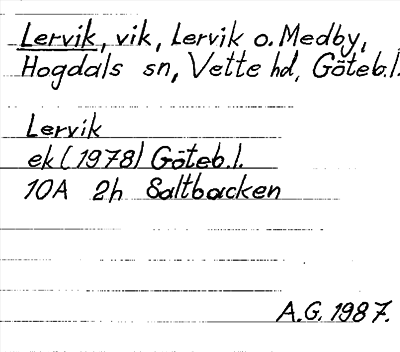 Lervik, vik, Lervik o. Medby,
Hogdals sn, Vette hd, Göteb.l.
Lervik
ek (1978) Göteb.l.
10A 2h Saltbacken
A.G. 1987.